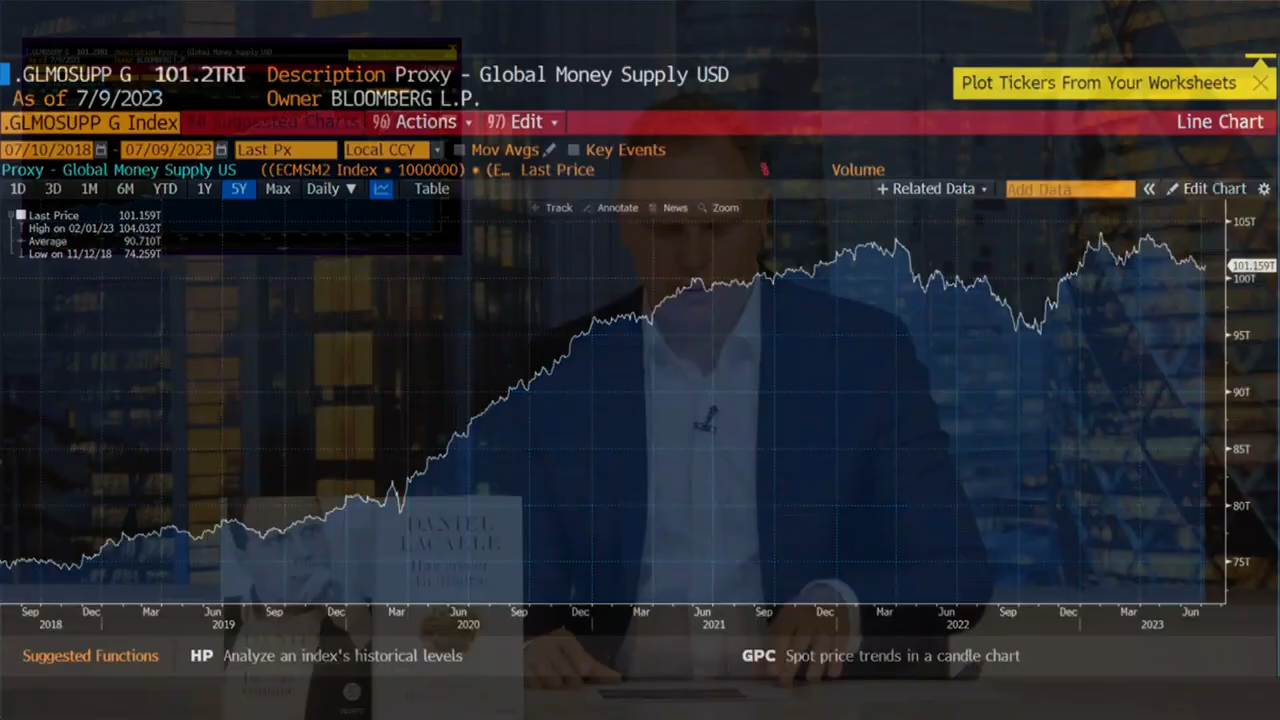 .GLMOSUPP G 101.2TRI Description Proxy - Global Money Supply USD
As of 7/9/2023 Owner BLOOMBERG L.P.
Plot Tickers From Your Worksheets
.GLMOSUPP G Index 94) Suggested Charts 96) Actions 97) Edit Line Chart
07/10/2018 - 07/09/2023 Last Px Local CCY Mov Avgs Key Events
Proxy - Global Money Supply US ((ECMSM2 Index * 1000000) * (E... Last Price % Volume
1D 3D 1M 6M YTD 1Y 5Y Max Daily ▼ Table + Related Data Add Data « Edit Chart
Track Annotate News Zoom
Last Price 101.159T
High on 02/01/23 104.032T
Average 90.710T
Low on 11/12/18 74.259T
105T
101.159T
100T
95T
90T
85T
80T
75T
DANIEL
LACALLE
Sep Dec Mar Jun Sep Dec Mar Jun Sep Dec Mar Jun Sep Dec Mar Jun Sep Dec Mar Jun
2018 2019 2020 2021 2022 2023
Suggested Functions HP Analyze an index's historical levels GPC Spot price trends in a candle chart